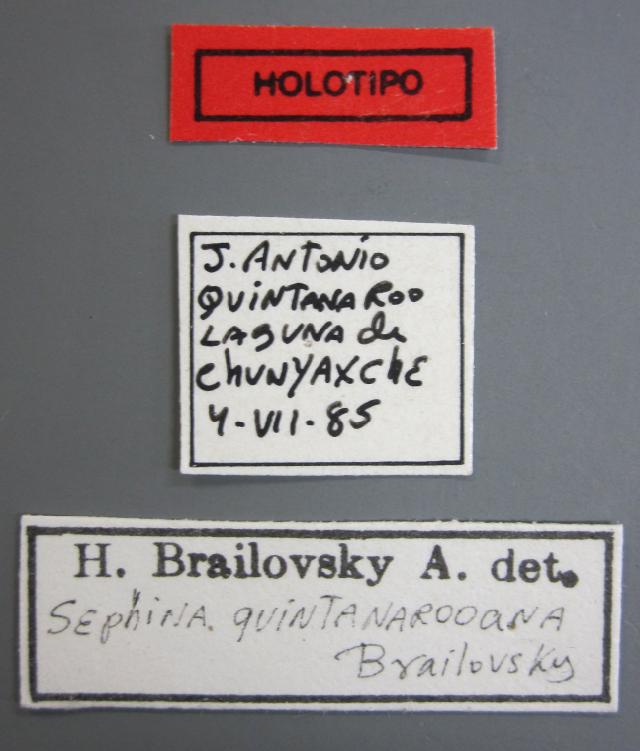 HOLOTIPO
J. ANTONIO
QUINTANA ROO
LAGUNA de
ChUNYAXChE
4-VII-85
H. Brailovsky A. det.
Sephina quintanarooana
Brailovsky